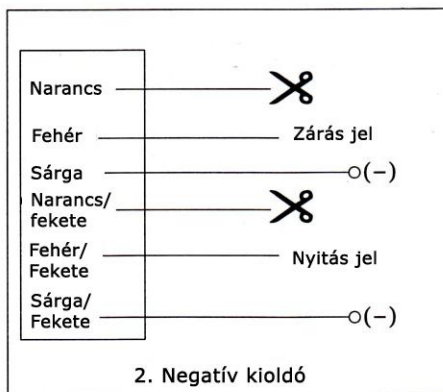 Narancs
Fehér Zárás jel
Sárga (-)
Narancs/
fekete
Fehér/
Fekete Nyitás jel
Sárga/
Fekete (-)
2. Negatív kioldó